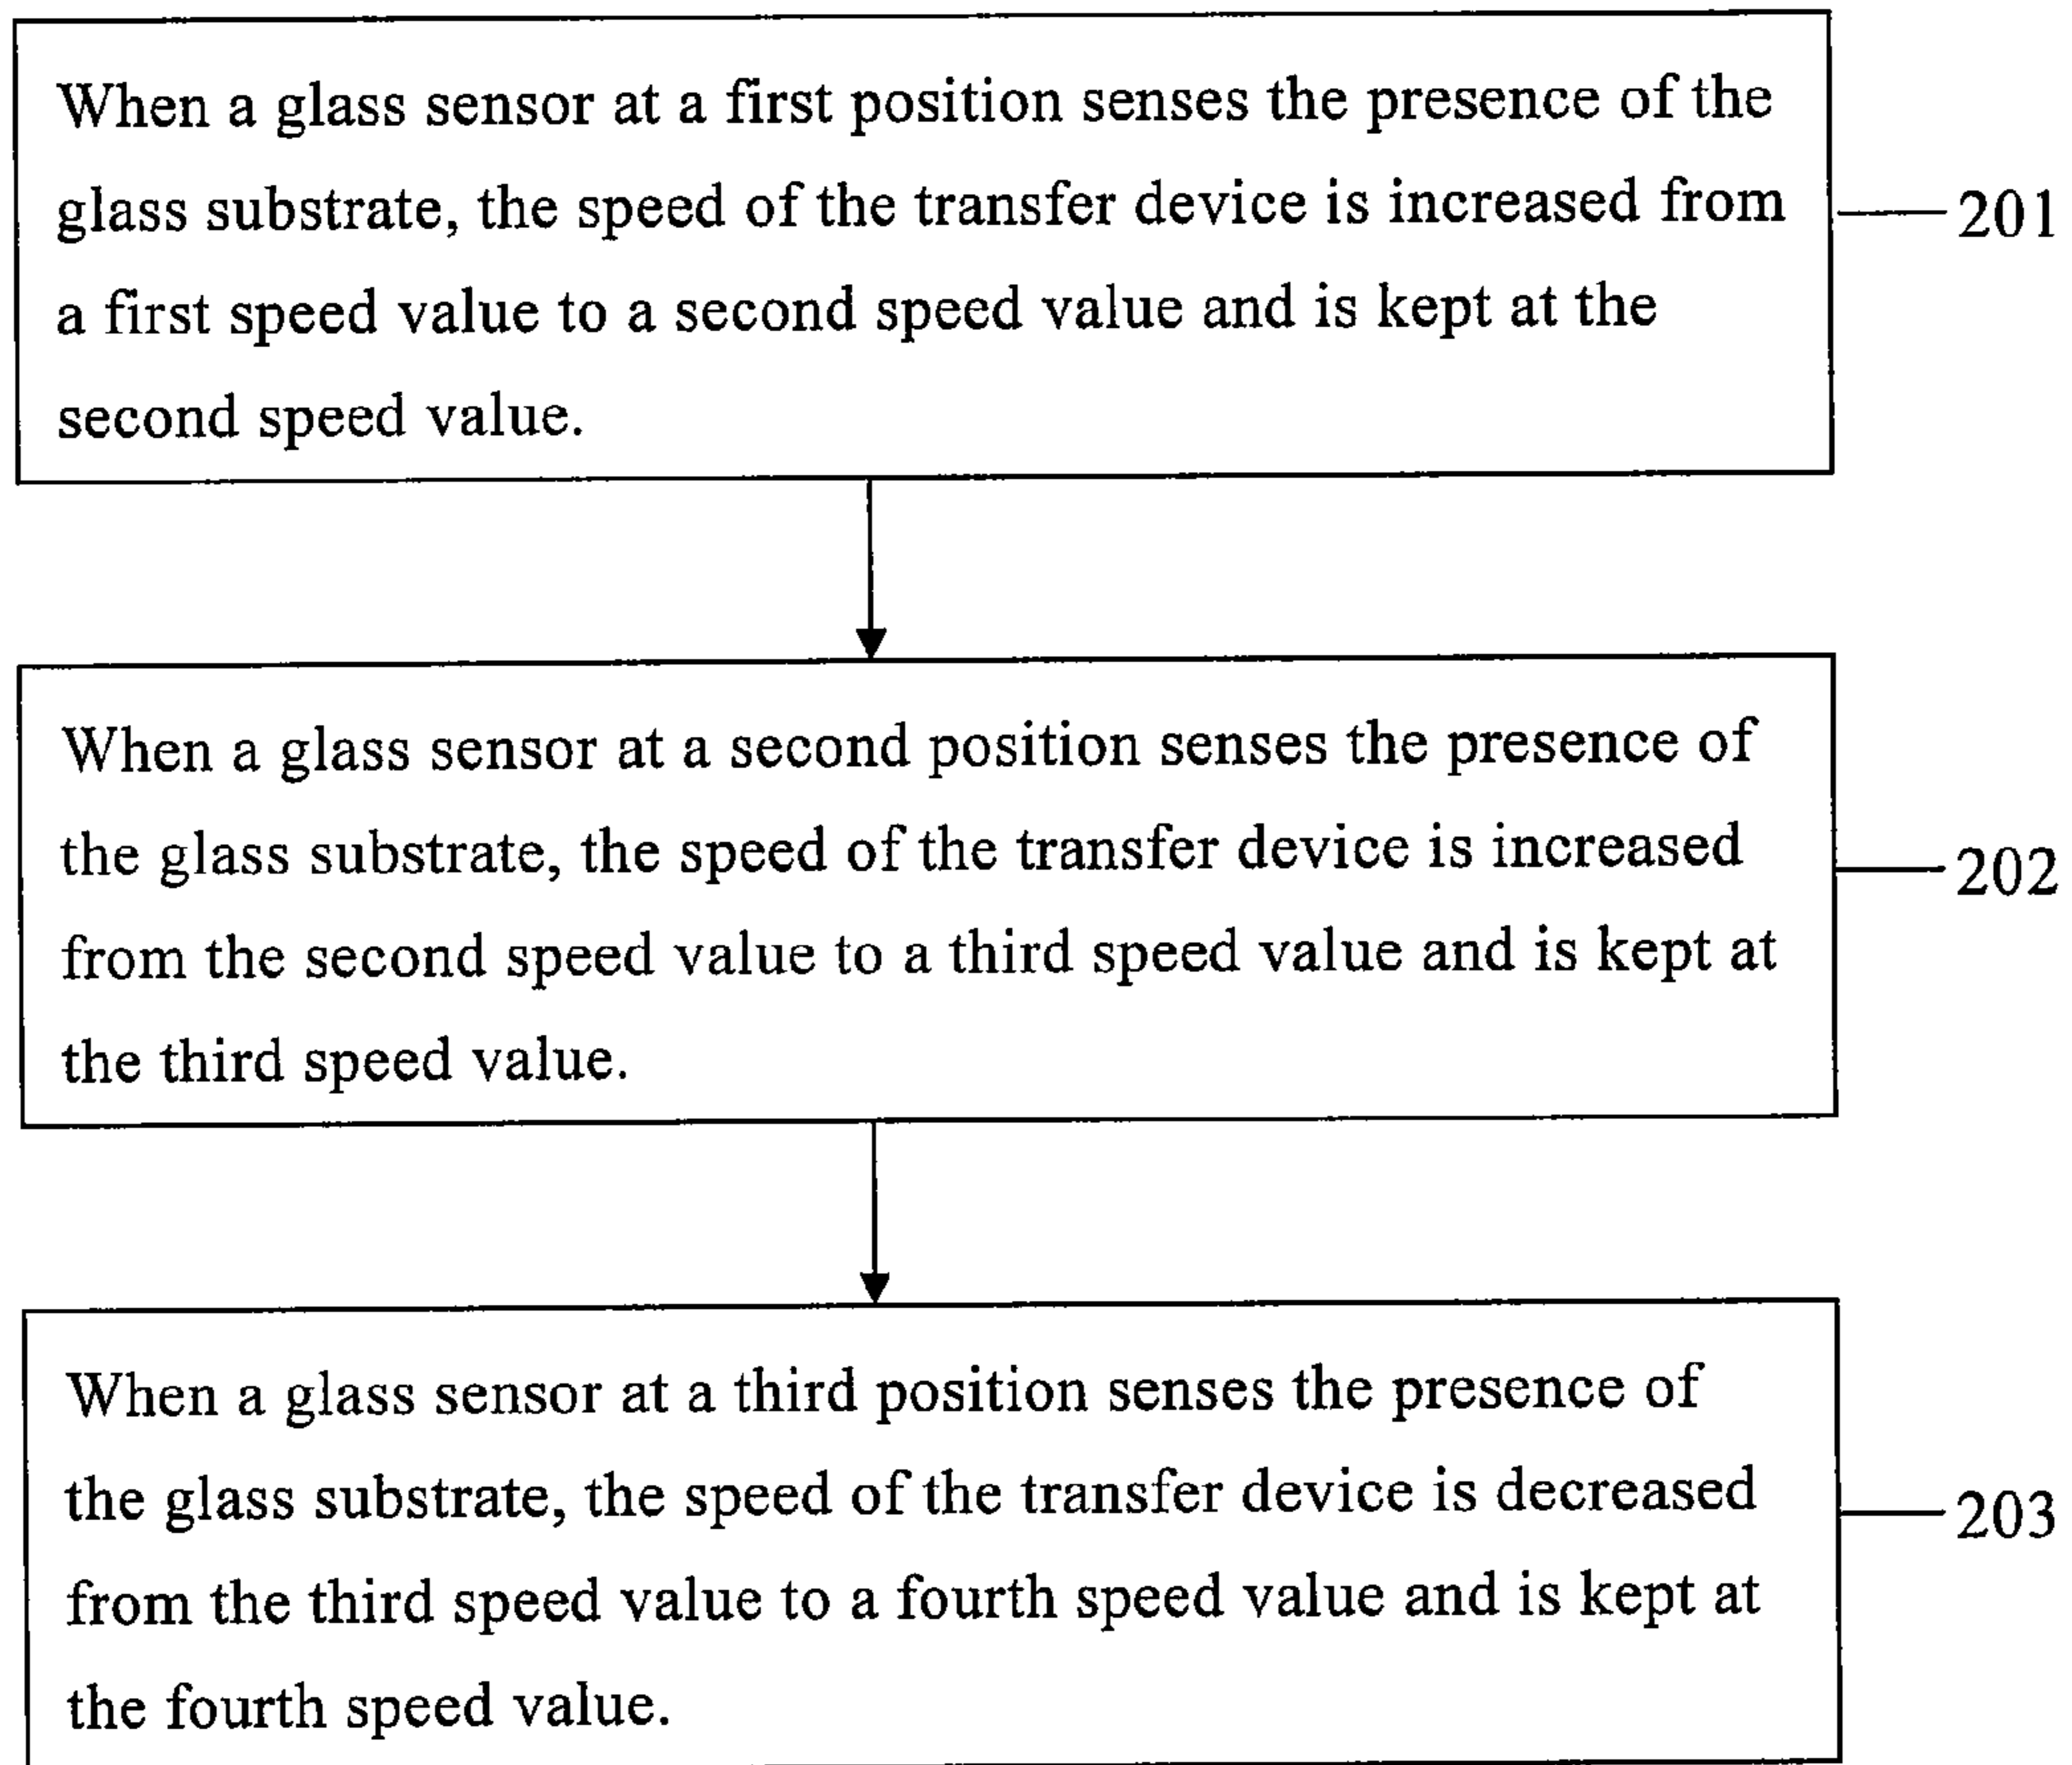 When a glass sensor at a first position senses the presence of the
glass substrate, the speed of the transfer device is increased from
a first speed value to a second speed value and is kept at the
second speed value.
201
When a glass sensor at a second position senses the presence of
the glass substrate, the speed of the transfer device is increased
from the second speed value to a third speed value and is kept at
the third speed value.
202
When a glass sensor at a third position senses the presence of
the glass substrate, the speed of the transfer device is decreased
from the third speed value to a fourth speed value and is kept at
the fourth speed value.
203